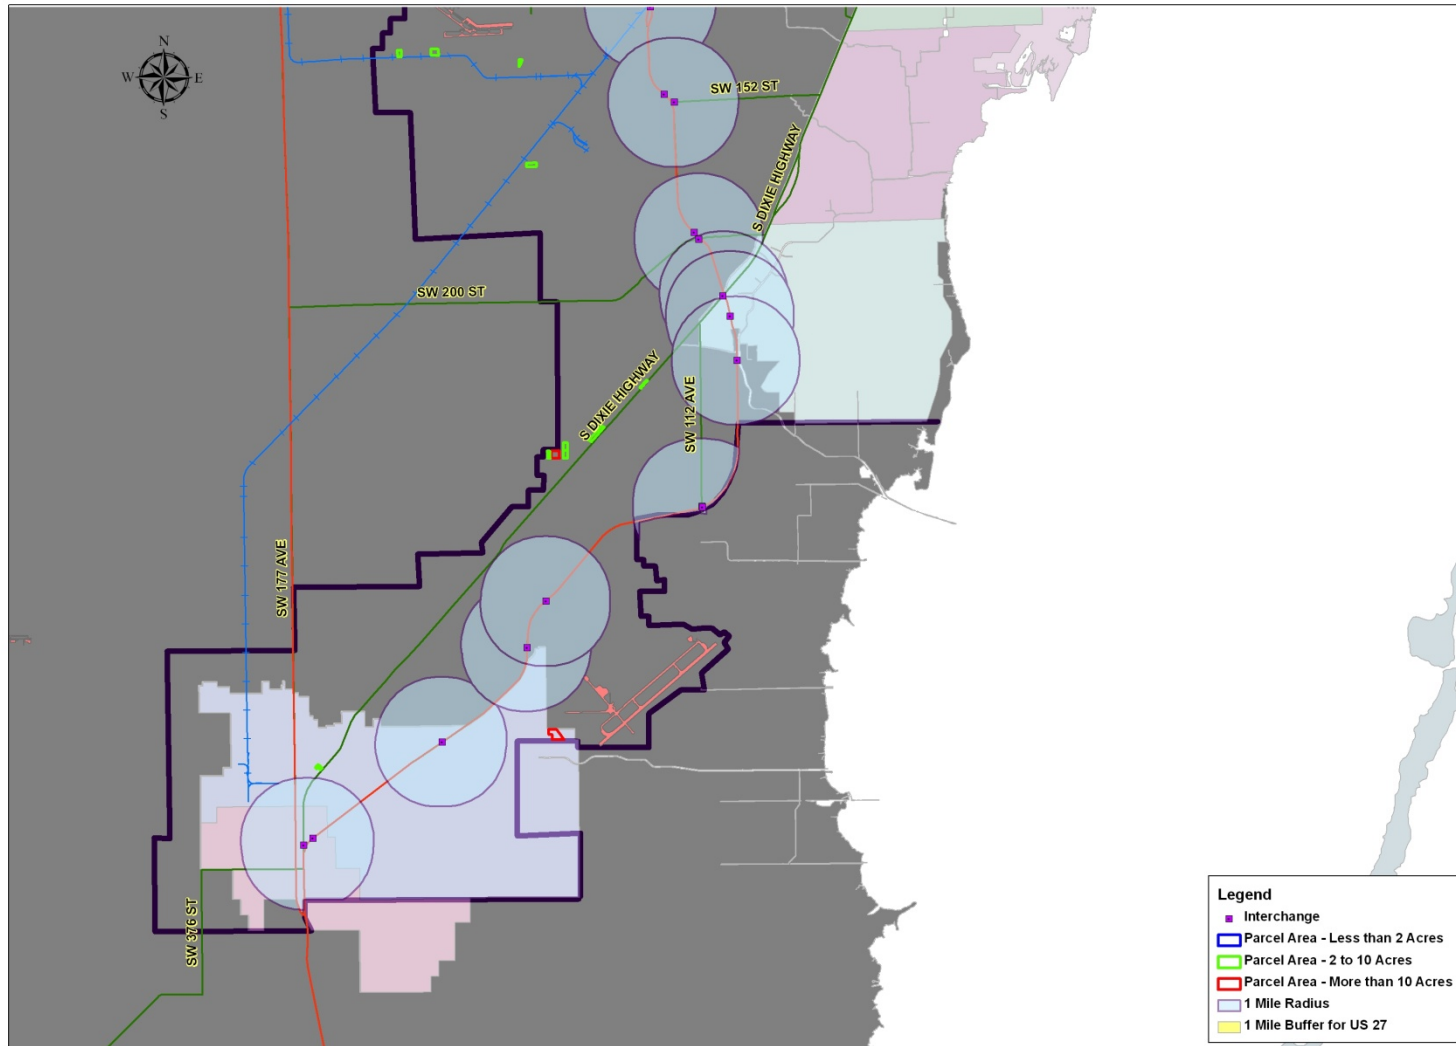 N
W E
S
SW 152 ST
S DIXIE HIGHWAY
SW 200 ST
S DIXIE HIGHWAY
SW 112 AVE
SW 177 AVE
SW 376 ST
Legend
Interchange
Parcel Area - Less than 2 Acres
Parcel Area - 2 to 10 Acres
Parcel Area - More than 10 Acres
1 Mile Radius
1 Mile Buffer for US 27